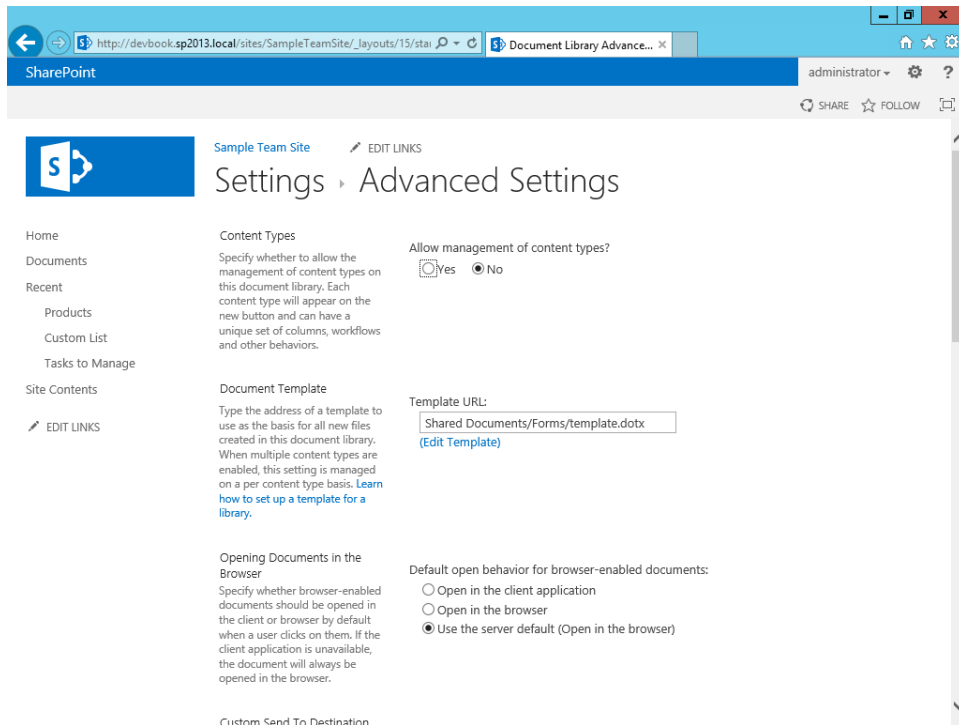 http://devbook.sp2013.local/sites/SampleTeamSite/_layouts/15/star
Document Library Advance...
SharePoint
administrator
?
SHARE
FOLLOW
S
Sample Team Site
EDIT LINKS
Settings › Advanced Settings
Home
Documents
Recent
Products
Custom List
Tasks to Manage
Site Contents
EDIT LINKS
Content Types
Specify whether to allow the
management of content types on
this document library. Each
content type will appear on the
new button and can have a
unique set of columns, workflows
and other behaviors.
Allow management of content types?
Yes
No
Document Template
Type the address of a template to
use as the basis for all new files
created in this document library.
When multiple content types are
enabled, this setting is managed
on a per content type basis. Learn
how to set up a template for a
library.
Template URL:
Shared Documents/Forms/template.dotx
(Edit Template)
Opening Documents in the
Browser
Specify whether browser-enabled
documents should be opened in
the client or browser by default
when a user clicks on them. If the
client application is unavailable,
the document will always be
opened in the browser.
Default open behavior for browser-enabled documents:
Open in the client application
Open in the browser
Use the server default (Open in the browser)
Custom Send To Destination